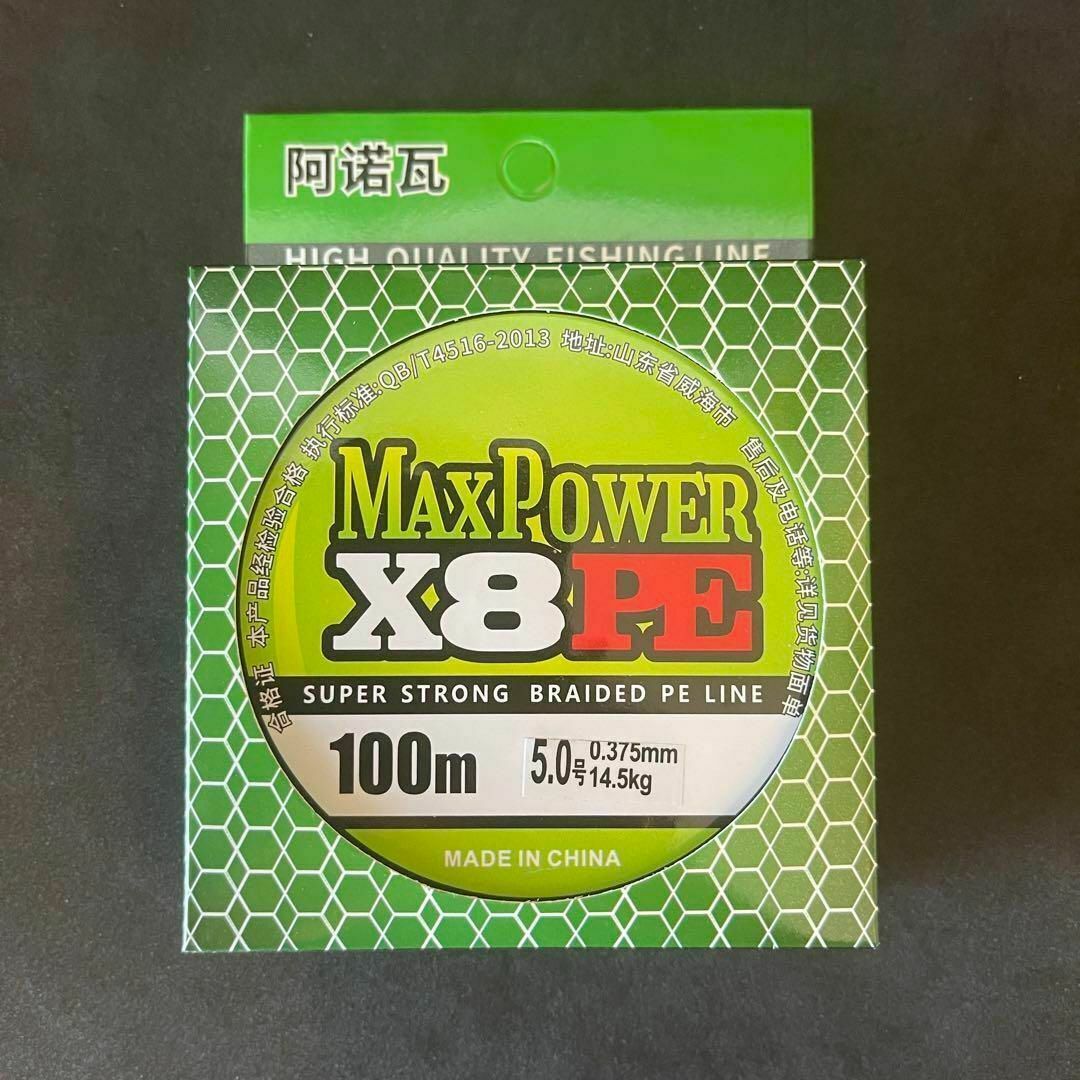 阿诺瓦
HIGH QUALITY FISHING LINE
合格证 本产品经检验合格 执行标准:QB/T4516-2013 地址:山东省威海市 售后及电话等:详见货物面单
MAXPOWER
X8PE
SUPER STRONG BRAIDED PE LINE
100m
5.0号 0.375mm
14.5kg
MADE IN CHINA